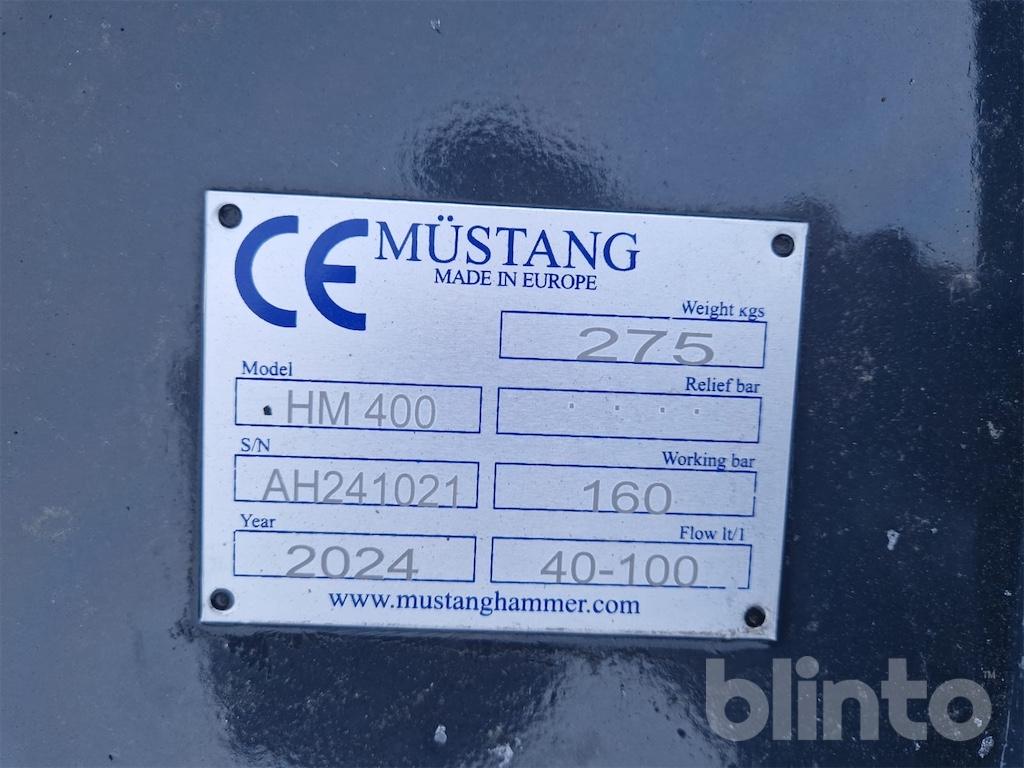 CE MÜSTANG
MADE IN EUROPE
Weight kgs
275
Model
HM 400
Relief bar
. . . .
S/N
AH241021
Working bar
160
Year
2024
Flow lt/1
40-100
www.mustanghammer.com
blinto™